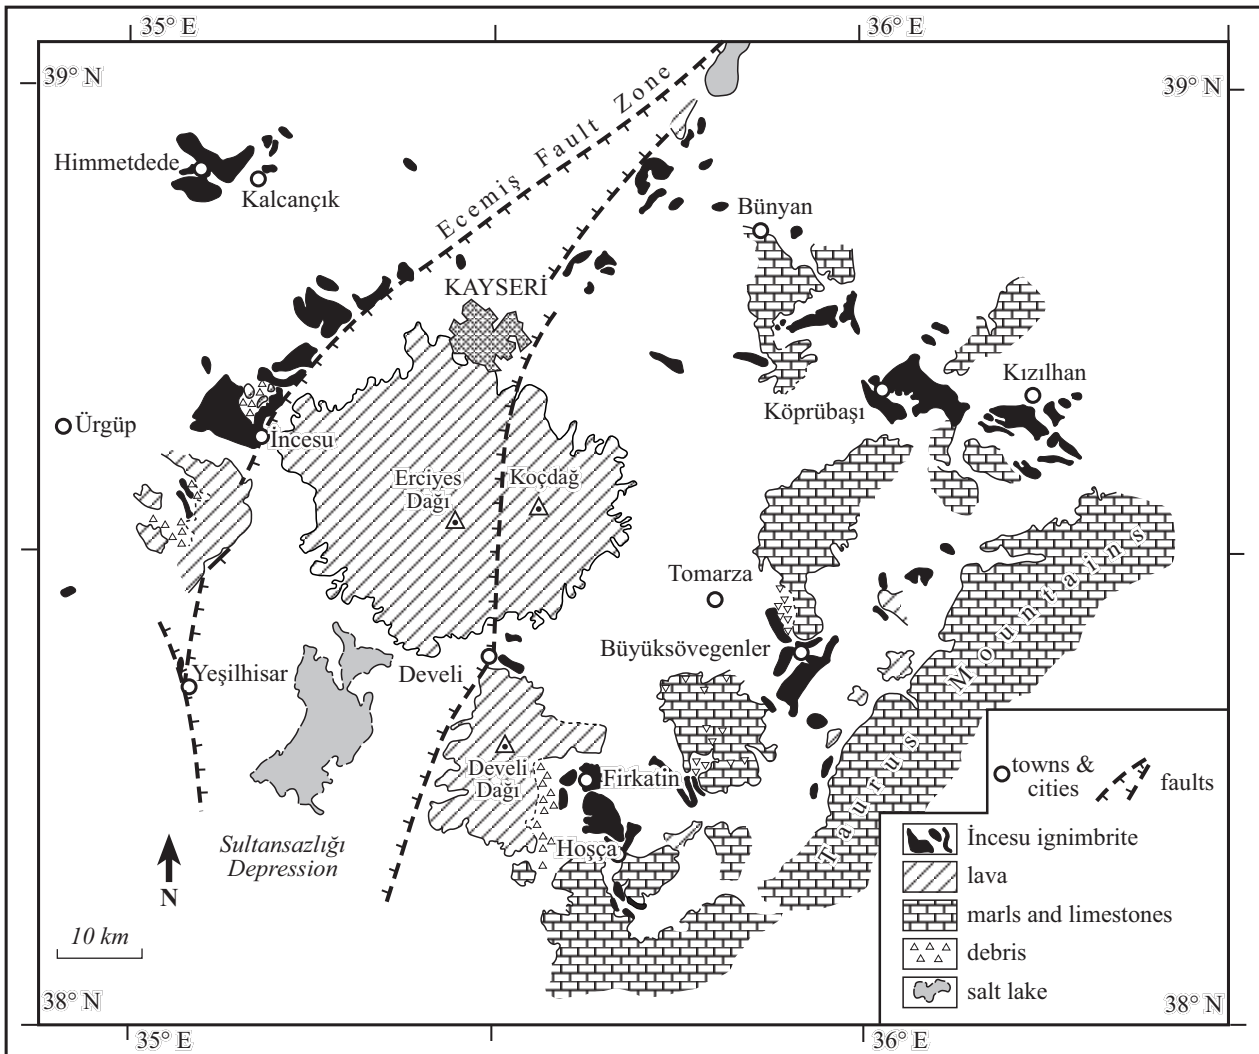 35° E
36° E
39° N
39° N
Ecemiş Fault Zone
Himmetdede
Kalcançık
Bünyan
KAYSERİ
Kızılhan
Köprübaşı
Ürgüp
İncesu
Erciyes
Dağı
Koçdağ
Tomarza
Taurus Mountains
Büyüksövegenler
Yeşilhisar
Develi
Develi
Dağı
Firkatin
Hoşça
Sultansazlığı
Depression
N
10 km
towns &
cities
faults
İncesu ignimbrite
lava
marls and limestones
debris
salt lake
38° N
38° N
35° E
36° E